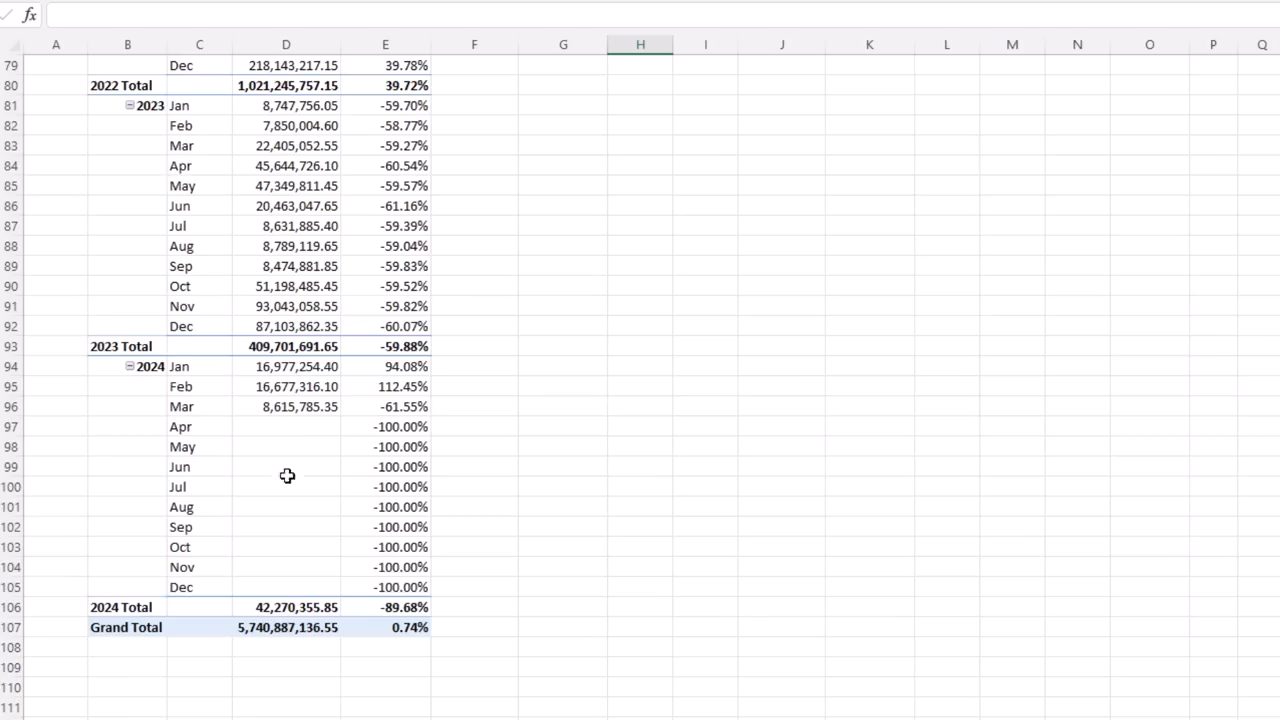 fx
A B C D E F G H I J K L M N O P Q
79 Dec 218,143,217.15 39.78%
80 2022 Total 1,021,245,757.15 39.72%
81 2023 Jan 8,747,756.05 -59.70%
82 Feb 7,850,004.60 -58.77%
83 Mar 22,405,052.55 -59.27%
84 Apr 45,644,726.10 -60.54%
85 May 47,349,811.45 -59.57%
86 Jun 20,463,047.65 -61.16%
87 Jul 8,631,885.40 -59.39%
88 Aug 8,789,119.65 -59.04%
89 Sep 8,474,881.85 -59.83%
90 Oct 51,198,485.45 -59.52%
91 Nov 93,043,058.55 -59.82%
92 Dec 87,103,862.35 -60.07%
93 2023 Total 409,701,691.65 -59.88%
94 2024 Jan 16,977,254.40 94.08%
95 Feb 16,677,316.10 112.45%
96 Mar 8,615,785.35 -61.55%
97 Apr -100.00%
98 May -100.00%
99 Jun -100.00%
100 Jul -100.00%
101 Aug -100.00%
102 Sep -100.00%
103 Oct -100.00%
104 Nov -100.00%
105 Dec -100.00%
106 2024 Total 42,270,355.85 -89.68%
107 Grand Total 5,740,887,136.55 0.74%
108
109
110
111